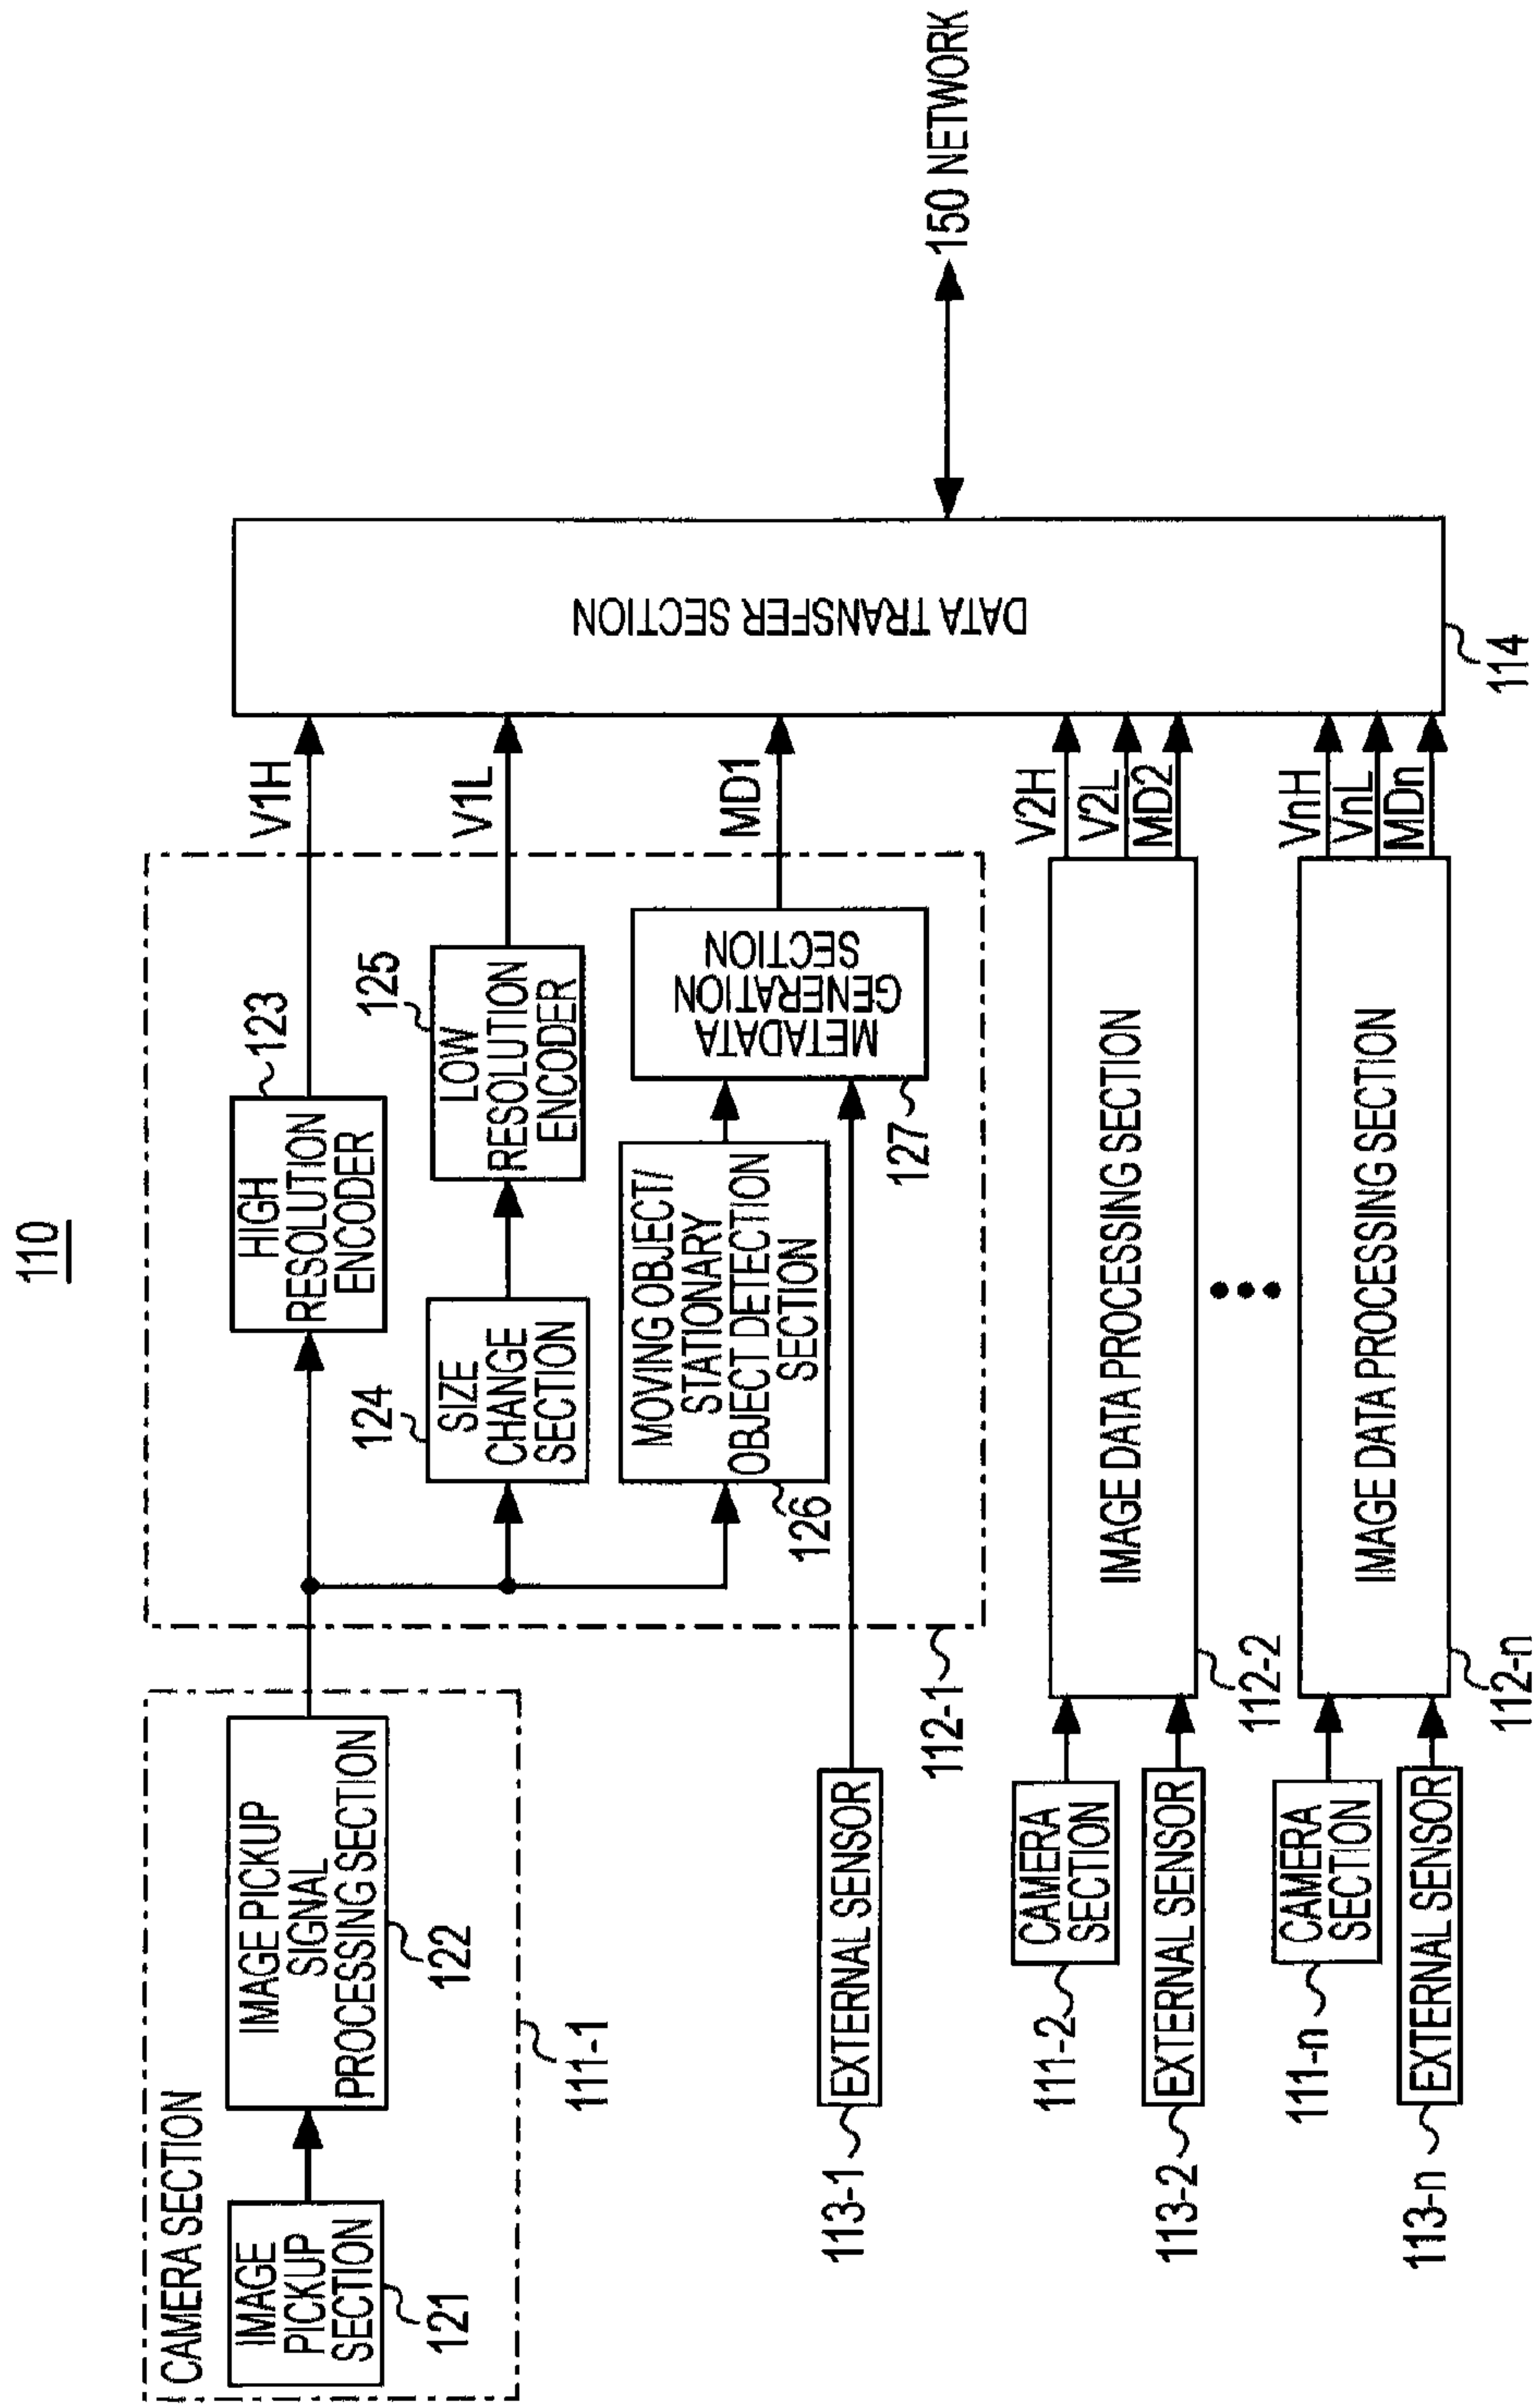 110
CAMERA SECTION
IMAGE
PICKUP
SECTION
121
IMAGE PICKUP
SIGNAL
PROCESSING SECTION
122
111-1
HIGH
RESOLUTION
ENCODER
123
V1H
124
SIZE
CHANGE
SECTION
LOW
RESOLUTION
ENCODER
125
V1L
MOVING OBJECT/
STATIONARY
OBJECT DETECTION
SECTION
126
METADATA
GENERATION
SECTION
127
MD1
113-1
EXTERNAL SENSOR
112-1
DATA TRANSFER SECTION
114
150 NETWORK
111-2
CAMERA
SECTION
113-2
EXTERNAL SENSOR
IMAGE DATA PROCESSING SECTION
112-2
V2H
V2L
MD2
111-n
CAMERA
SECTION
113-n
EXTERNAL SENSOR
IMAGE DATA PROCESSING SECTION
112-n
VnH
VnL
MDn